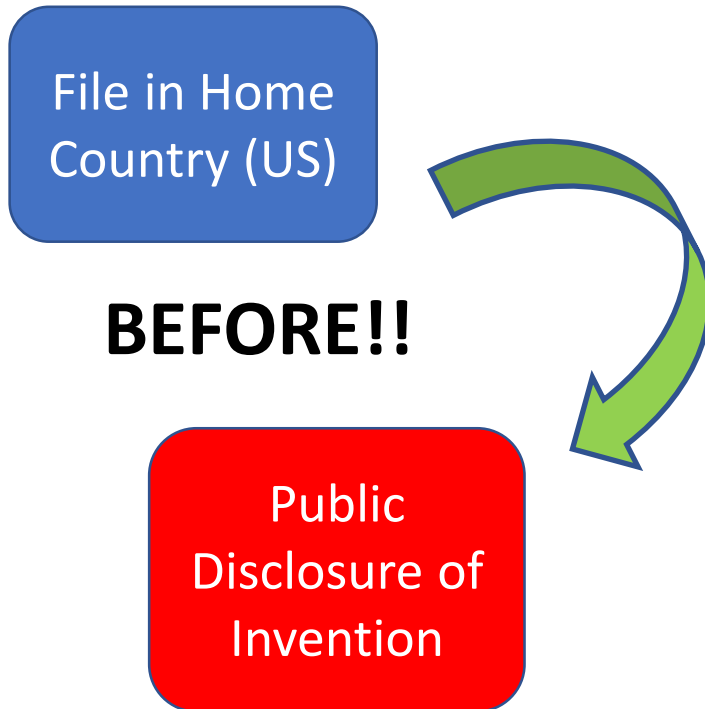 File in Home
Country (US)
BEFORE!!
Public
Disclosure of
Invention